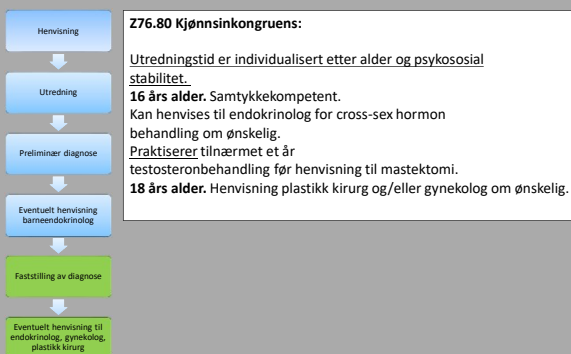 Henvisning
Utredning
Preliminær diagnose
Eventuelt henvisning
barneendokrinolog
Faststilling av diagnose
Eventuelt henvisning til
endokrinolog, gynekolog,
plastikk kirurg
Z76.80 Kjønnsinkongruens:
Utredningstid er individualisert etter alder og psykososial
stabilitet.
16 års alder. Samtykkekompetent.
Kan henvises til endokrinolog for cross-sex hormon
behandling om ønskelig.
Praktiserer tilnærmet et år
testosteronbehandling før henvisning til mastektomi.
18 års alder. Henvisning plastikk kirurg og/eller gynekolog om ønskelig.